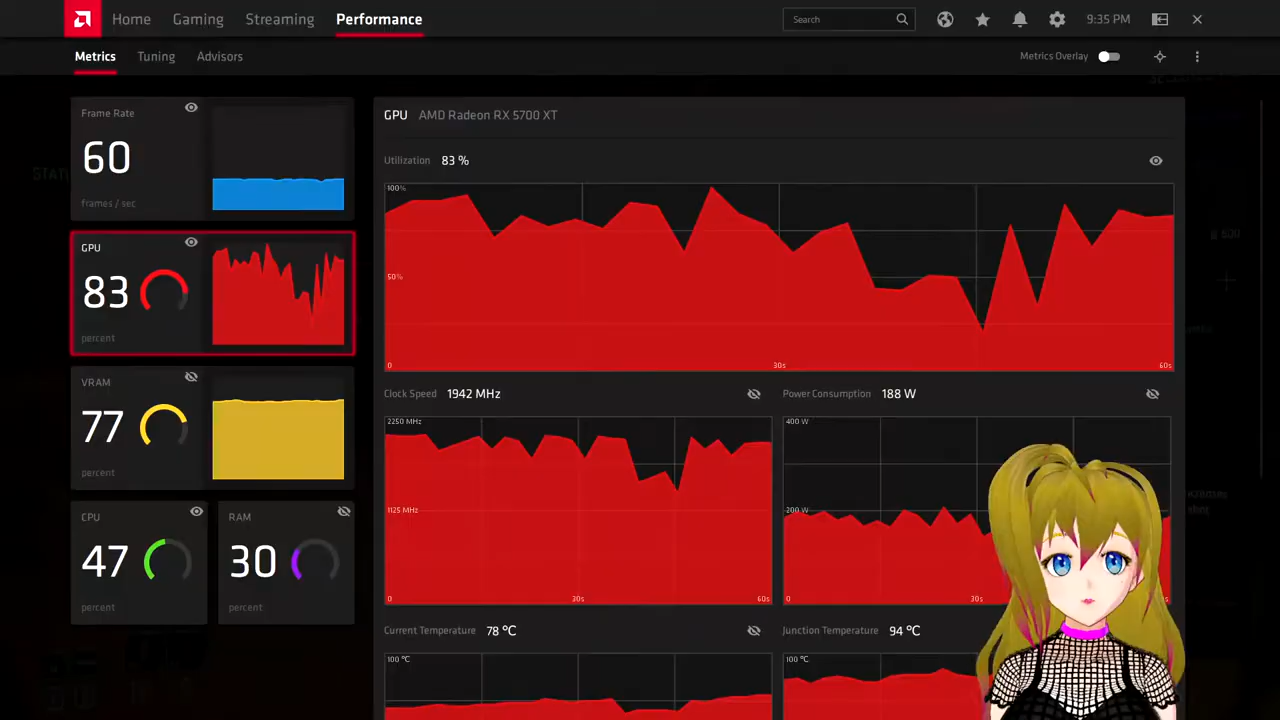 Home Gaming Streaming Performance Search 9:35 PM
Metrics Tuning Advisors Metrics Overlay
Frame Rate
60
frames / sec
GPU
83
percent
VRAM
77
percent
CPU
47
percent
RAM
30
percent
GPU AMD Radeon RX 5700 XT
Utilization 83 %
100%
50%
0 30s 60s
Clock Speed 1942 MHz
2250 MHz
1125 MHz
0 30s 60s
Power Consumption 188 W
400 W
200 W
0 30s
Current Temperature 78 °C
100 °C
Junction Temperature 94 °C
100 °C